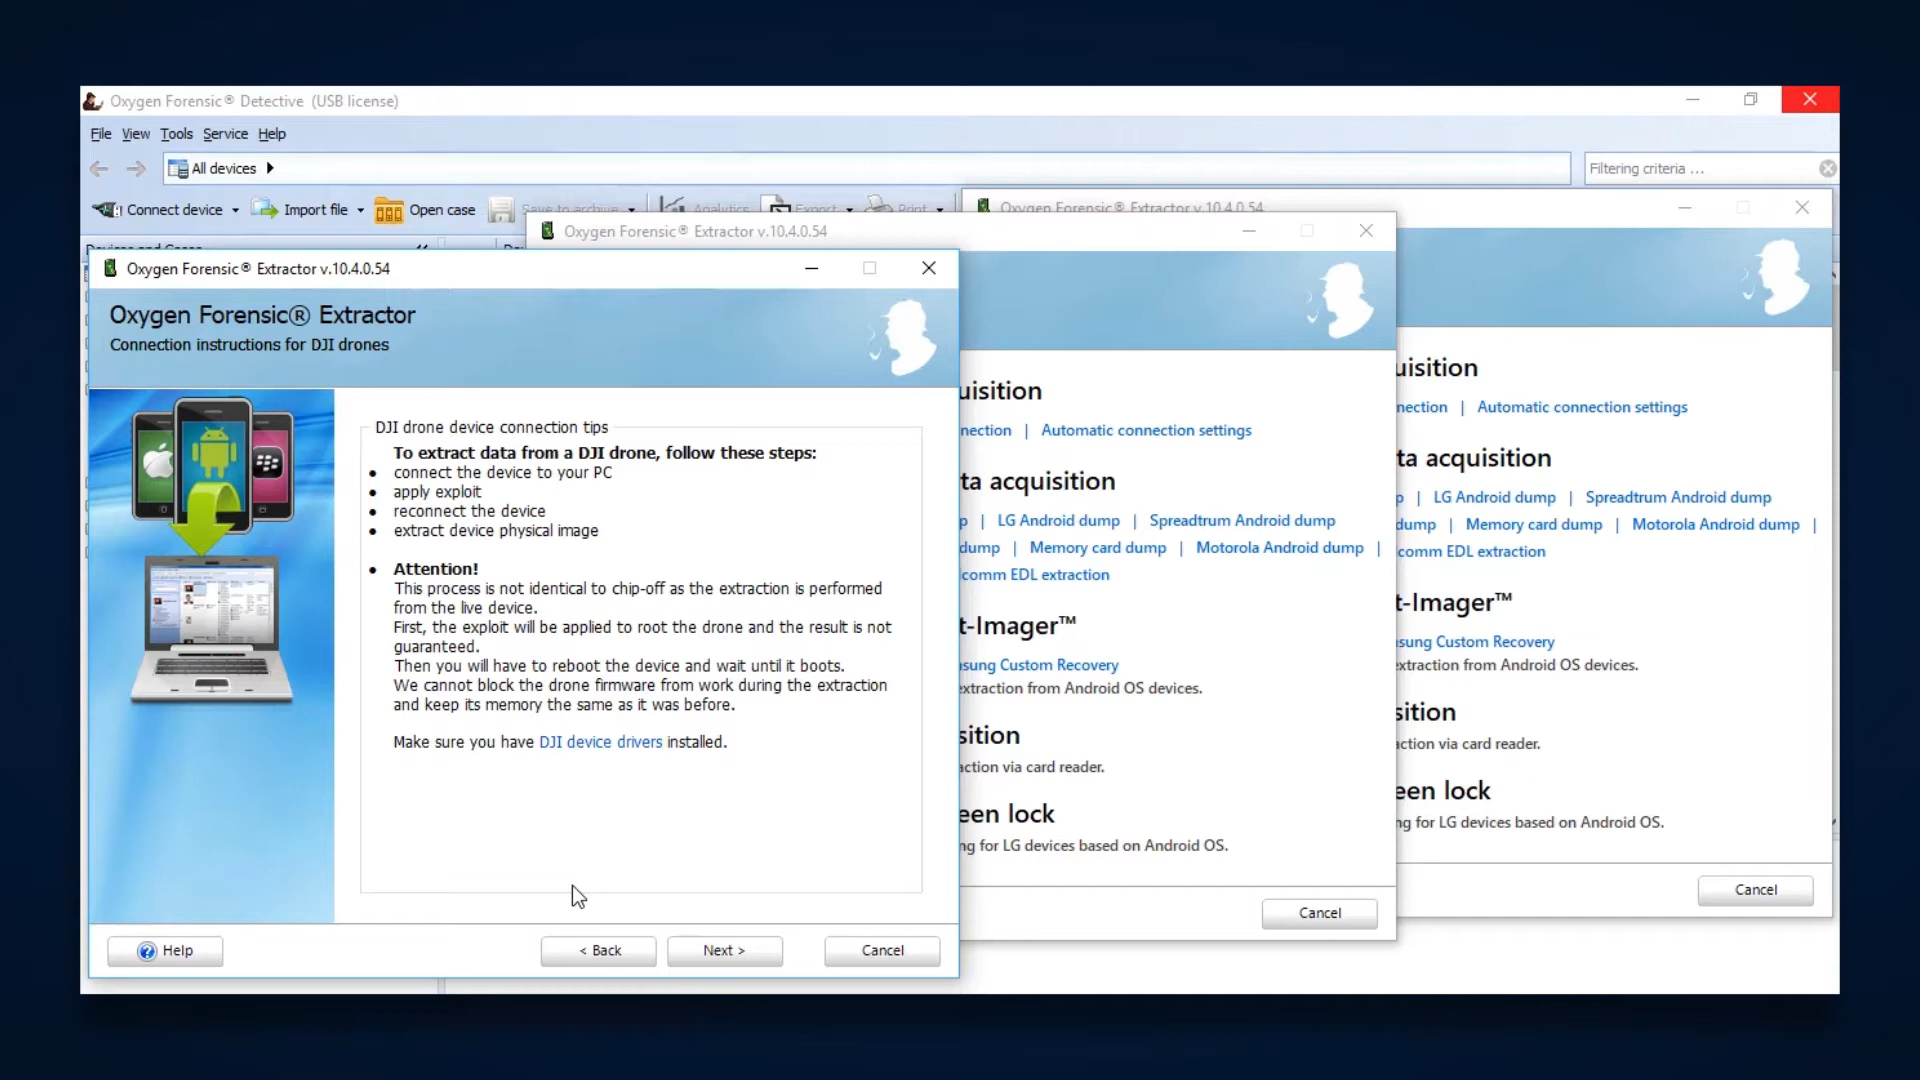 Oxygen Forensic® Detective (USB license)
File View Tools Service Help
All devices
Filtering criteria ...
Connect device Import file Open case Save to archive Analytics Export Print
Oxygen Forensic® Extractor v.10.4.0.54
Oxygen Forensic® Extractor v.10.4.0.54
Devices and Cases
Oxygen Forensic® Extractor v.10.4.0.54
Oxygen Forensic® Extractor
Connection instructions for DJI drones
DJI drone device connection tips
To extract data from a DJI drone, follow these steps:
• connect the device to your PC
• apply exploit
• reconnect the device
• extract device physical image
• Attention!
This process is not identical to chip-off as the extraction is performed
from the live device.
First, the exploit will be applied to root the drone and the result is not
guaranteed.
Then you will have to reboot the device and wait until it boots.
We cannot block the drone firmware from work during the extraction
and keep its memory the same as it was before.
Make sure you have DJI device drivers installed.
Help
< Back
Next >
Cancel
uisition
nection | Automatic connection settings
ta acquisition
p | LG Android dump | Spreadtrum Android dump
dump | Memory card dump | Motorola Android dump |
comm EDL extraction
t-Imager™
sung Custom Recovery
extraction from Android OS devices.
sition
action via card reader.
een lock
ng for LG devices based on Android OS.
Cancel
uisition
nection | Automatic connection settings
ta acquisition
p | LG Android dump | Spreadtrum Android dump
dump | Memory card dump | Motorola Android dump |
comm EDL extraction
t-Imager™
sung Custom Recovery
extraction from Android OS devices.
sition
action via card reader.
een lock
ng for LG devices based on Android OS.
Cancel